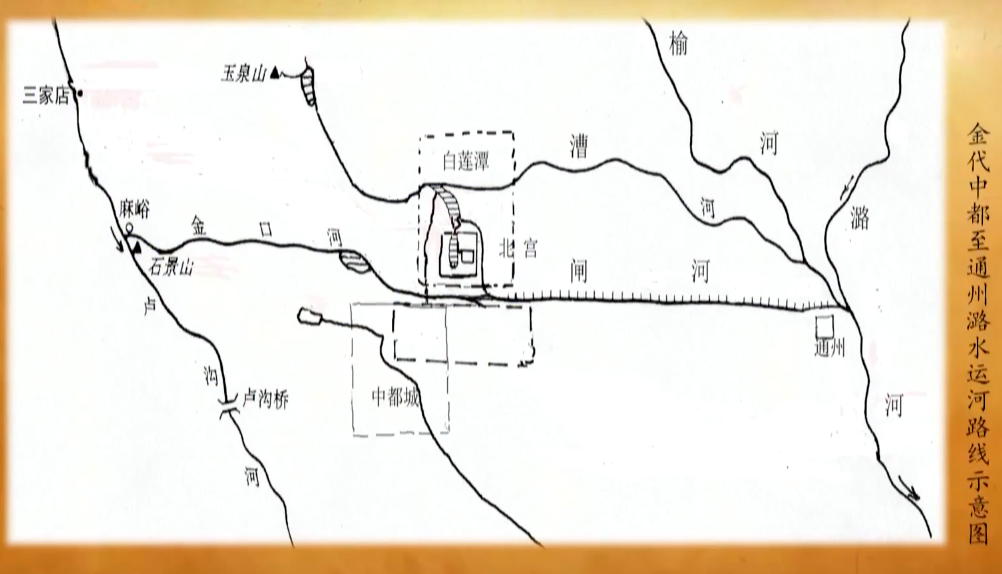 金代中都至通州潞水运河路线示意图
玉泉山
三家店
榆河
漕河
白莲潭
潞河
麻峪
金口河
北宫
石景山
闸河
卢沟河
通州
卢沟桥
中都城